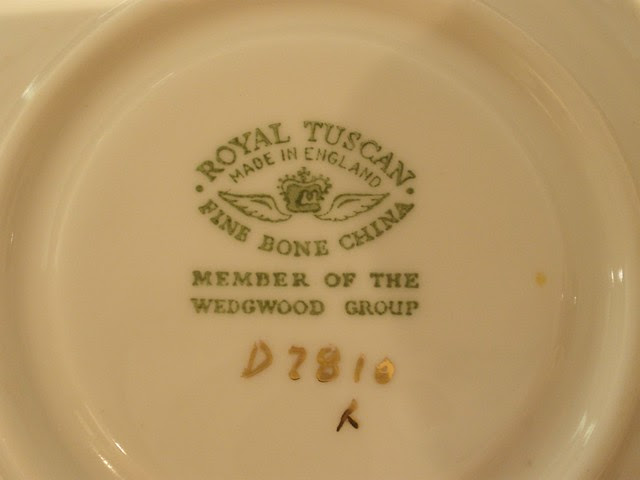 ROYAL TUSCAN
MADE IN ENGLAND
FINE BONE CHINA
MEMBER OF THE
WEDGWOOD GROUP
D7810